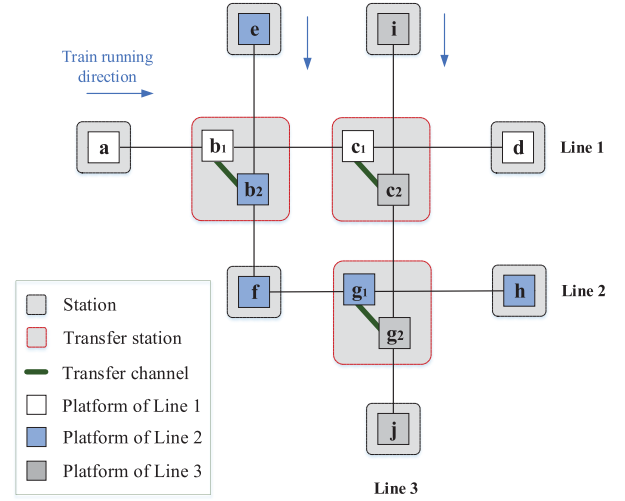 e
i
Train running
direction
a
b1
c1
d
Line 1
b2
c2
f
g1
h
Line 2
g2
j
Line 3
Station
Transfer station
Transfer channel
Platform of Line 1
Platform of Line 2
Platform of Line 3